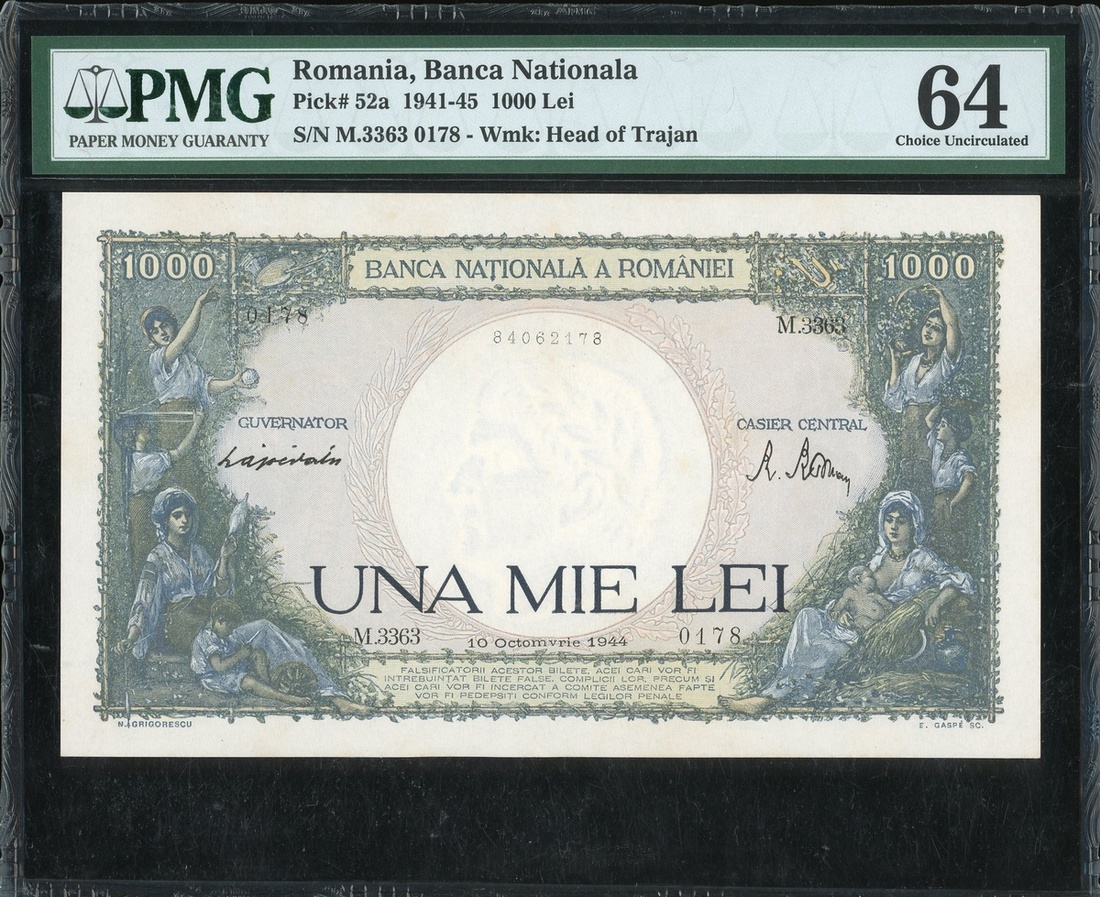 PMG
PAPER MONEY GUARANTY
Romania, Banca Nationala
Pick# 52a 1941-45 1000 Lei
S/N M.3363 0178 - Wmk: Head of Trajan
64
Choice Uncirculated
1000
BANCA NAȚIONALĂ A ROMÂNIEI
1000
0178
M.3363
84062178
GUVERNATOR
CASIER CENTRAL
UNA MIE LEI
M.3363
10 Octomvrie 1944
0178
FALSIFICATORII ACESTOR BILETE, ACEI CARI VOR FI
INTREBUINȚAT BILETE FALSE, COMPLICII LOR, PRECUM ȘI
ACEI CARI VOR FI INCERCAT A COMITE ASEMENEA FAPTE
VOR FI PEDEPSIȚI CONFORM LEGILOR PENALE
N. GRIGORESCU
E. GASPÉ SC.